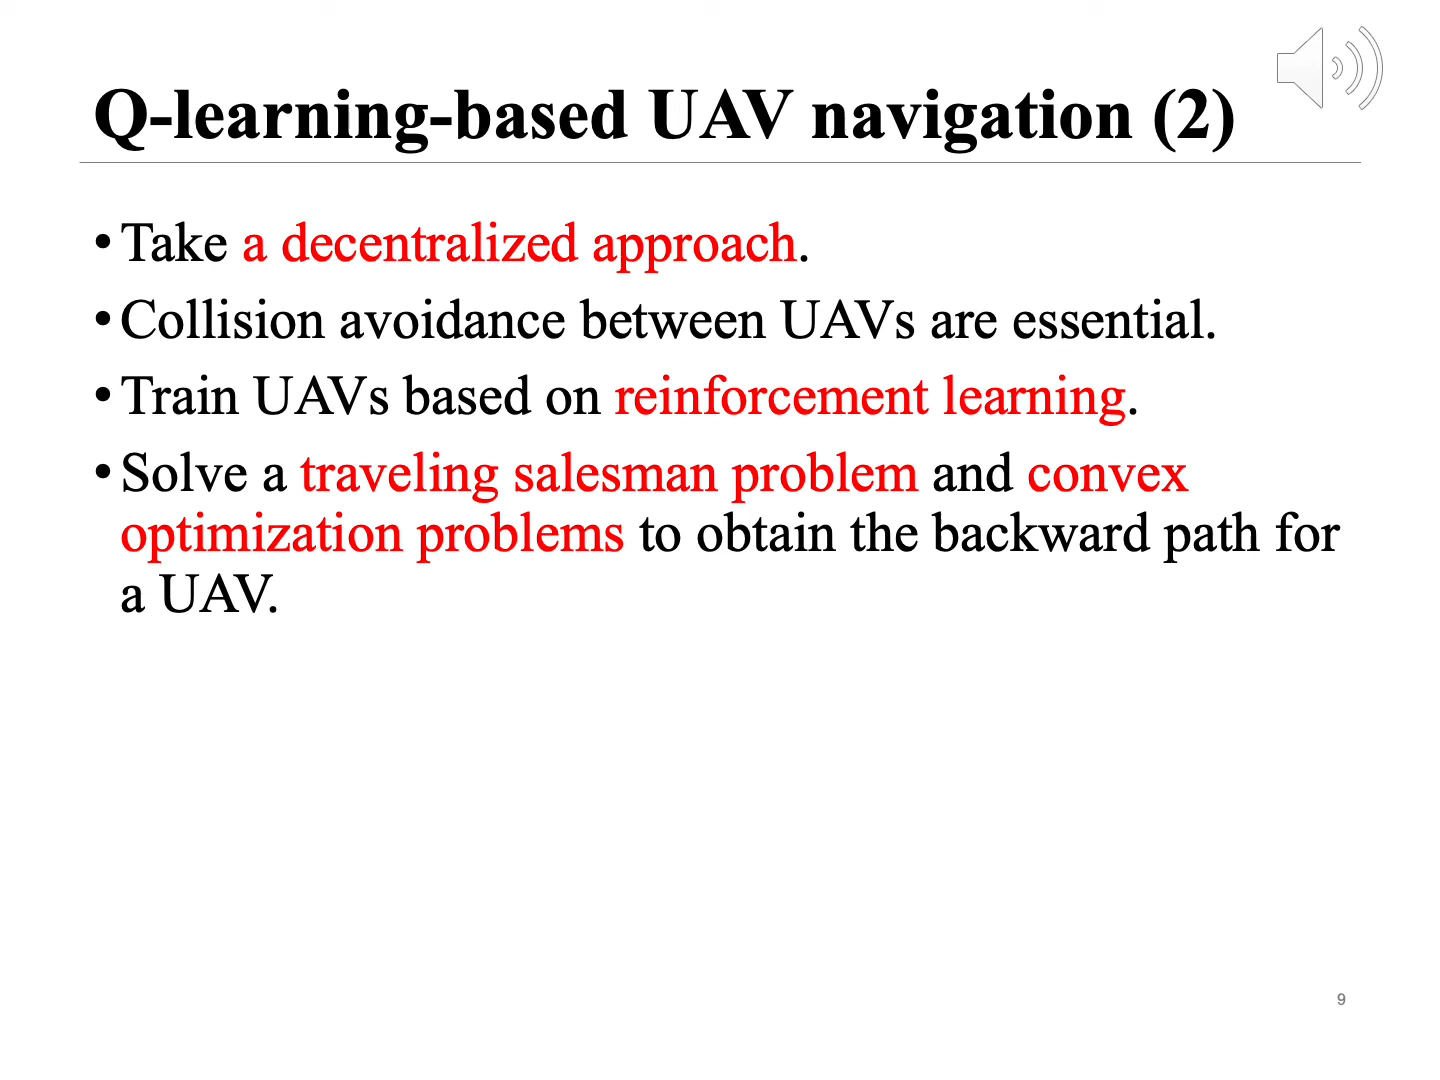 Q-learning-based UAV navigation (2)
• Take a decentralized approach.
• Collision avoidance between UAVs are essential.
• Train UAVs based on reinforcement learning.
• Solve a traveling salesman problem and convex
optimization problems to obtain the backward path for
a UAV.
9